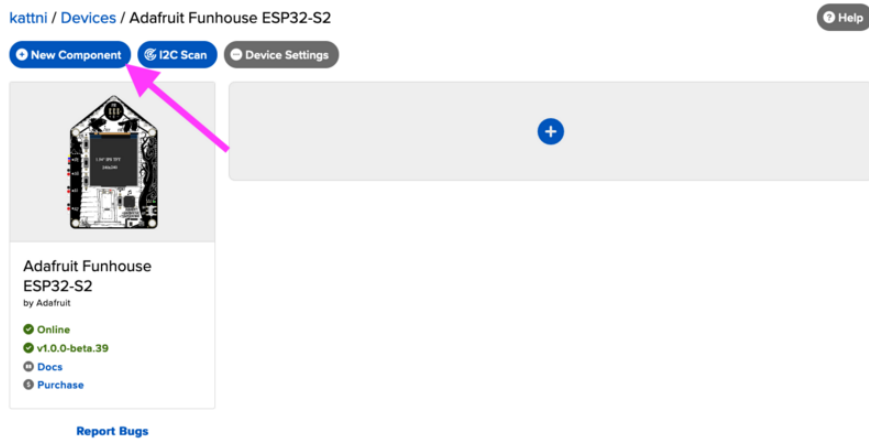 kattni / Devices / Adafruit Funhouse ESP32-S2
Help
New Component
I2C Scan
Device Settings
Adafruit Funhouse
ESP32-S2
by Adafruit
Online
v1.0.0-beta.39
Docs
Purchase
Report Bugs